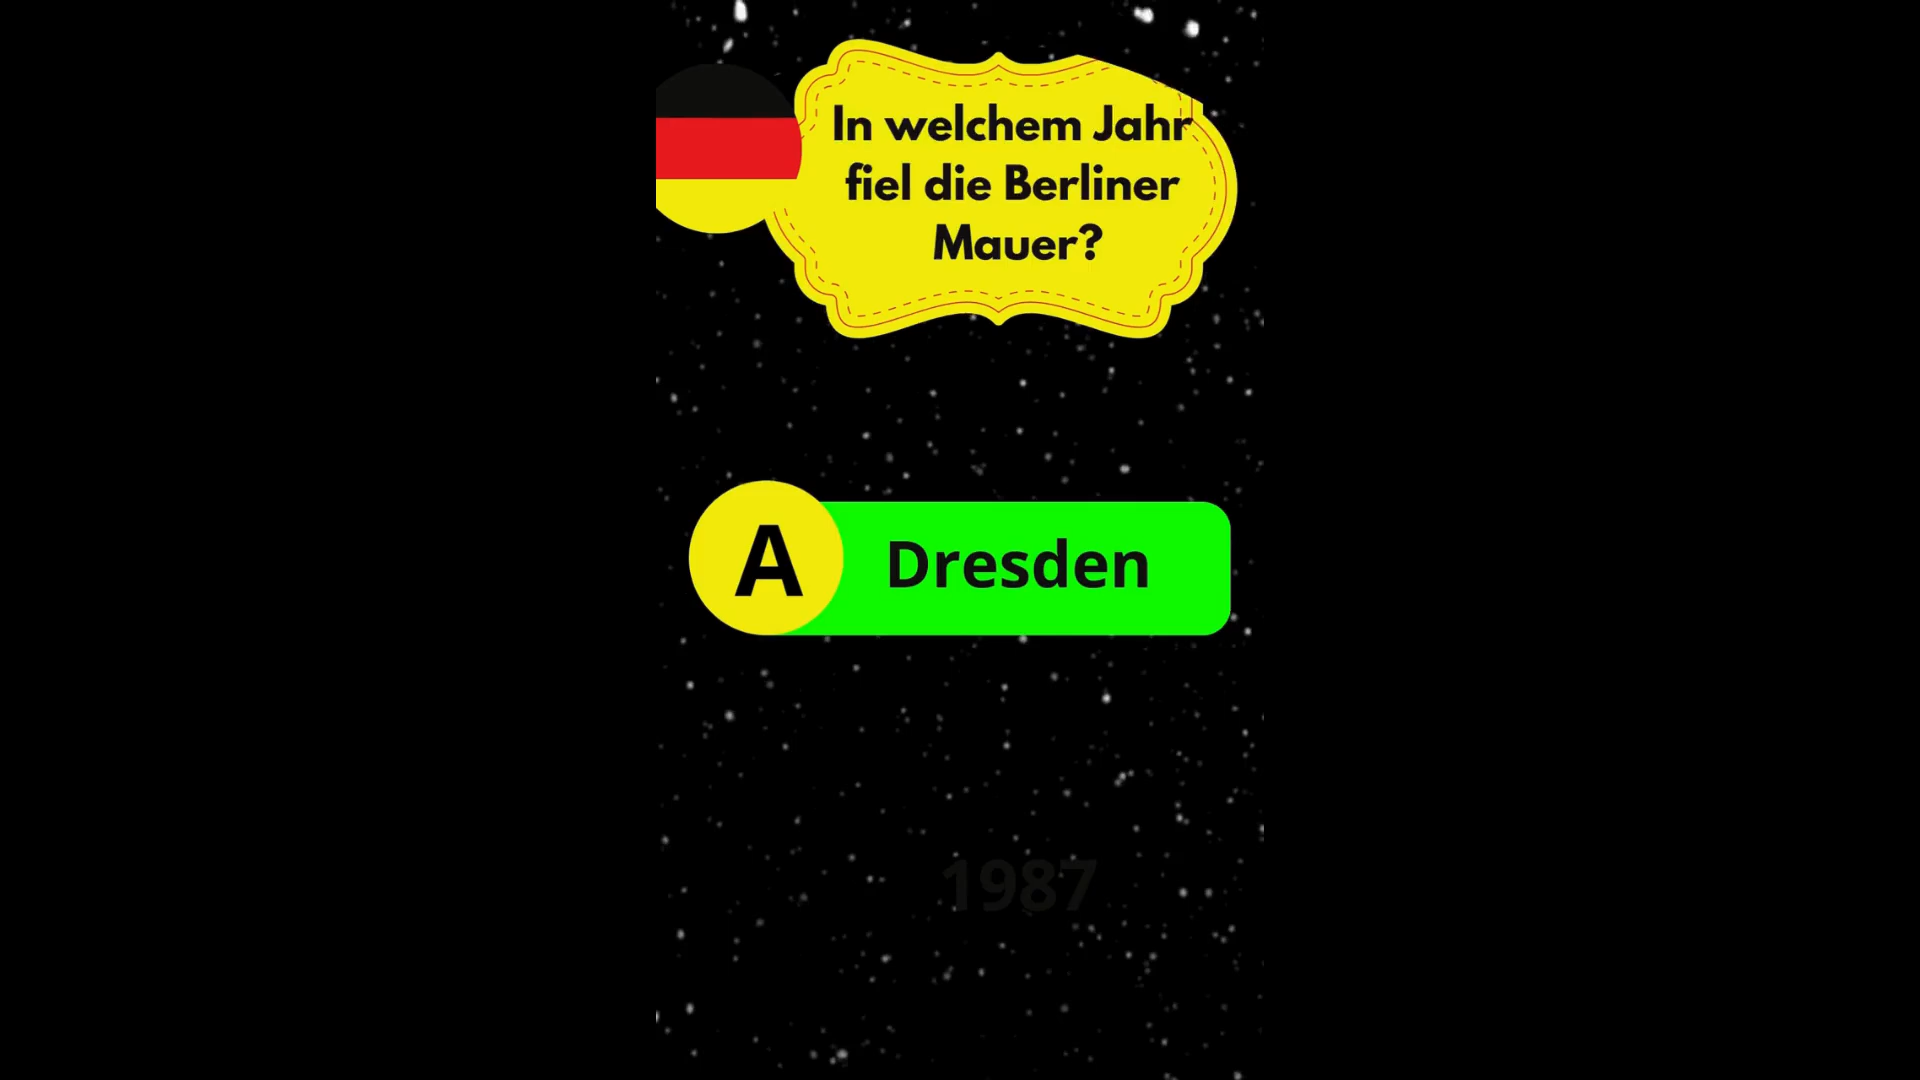 In welchem Jahr
fiel die Berliner
Mauer?
A Dresden
1987